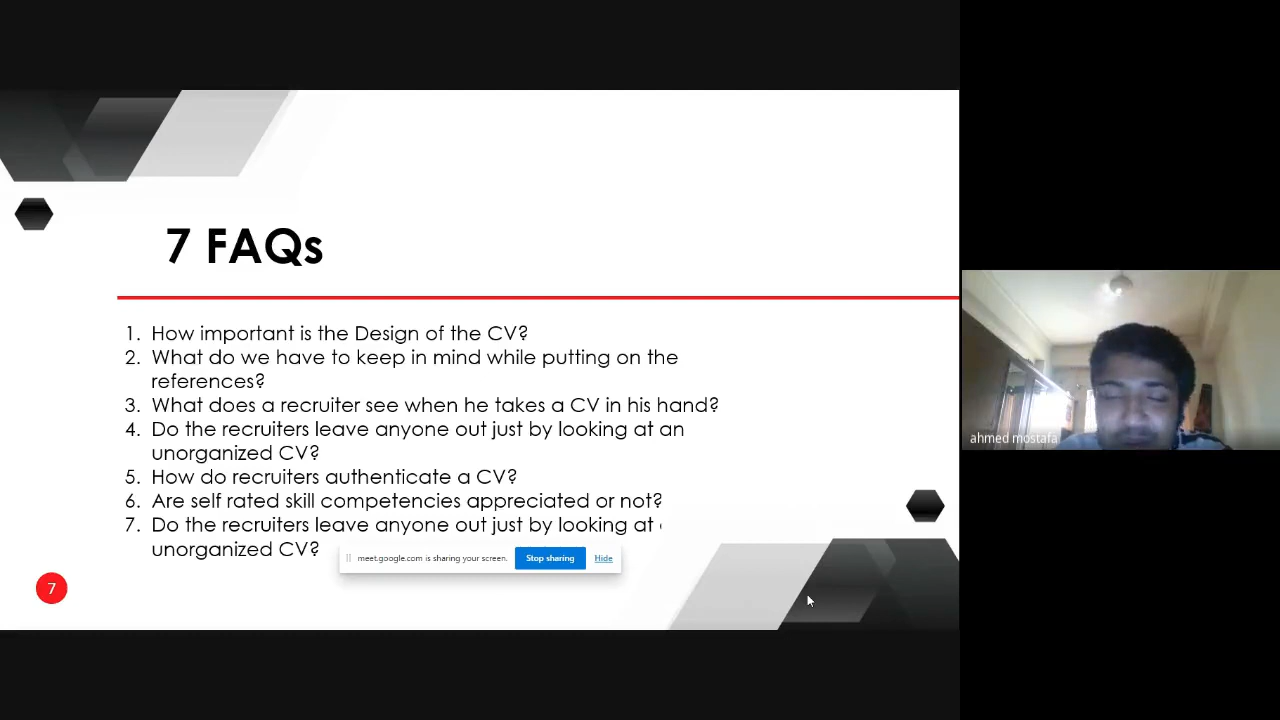 7 FAQs
1. How important is the Design of the CV?
2. What do we have to keep in mind while putting on the
references?
3. What does a recruiter see when he takes a CV in his hand?
4. Do the recruiters leave anyone out just by looking at an
unorganized CV?
5. How do recruiters authenticate a CV?
6. Are self rated skill competencies appreciated or not?
7. Do the recruiters leave anyone out just by looking at
unorganized CV?
meet.google.com is sharing your screen. Stop sharing Hide
7
ahmed mostafa